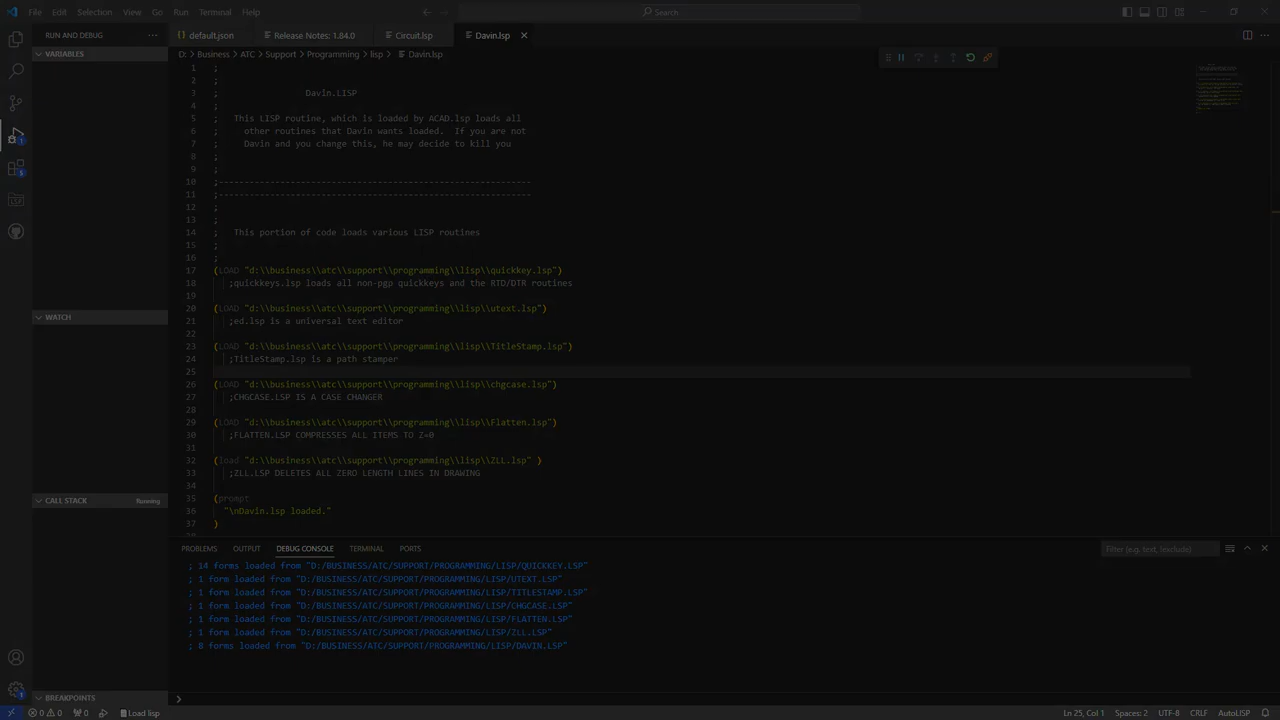 File Edit Selection View Go Run Terminal Help
Search
RUN AND DEBUG
default.json Release Notes: 1.84.0 Circuit.lsp Davin.lsp
VARIABLES
D: > Business > ATC > Support > Programming > lisp > Davin.lsp
1 ;
2 ;
3 ; Davin.LISP
4 ;
5 ; This LISP routine, which is loaded by ACAD.lsp loads all
6 ; other routines that Davin wants loaded. If you are not
7 ; Davin and you change this, he may decide to kill you
8 ;
9 ;
10 ;-------------------------------------------------------------
11 ;-------------------------------------------------------------
12 ;
13 ;
14 ; This portion of code loads various LISP routines
15 ;
16 ;
17 (LOAD "d:\\business\\atc\\support\\programming\\lisp\\quickkey.lsp")
18 ;quickkeys.lsp loads all non-pgp quickkeys and the RTD/DTR routines
19
20 (LOAD "d:\\business\\atc\\support\\programming\\lisp\\utext.lsp")
21 ;ed.lsp is a universal text editor
22
23 (LOAD "d:\\business\\atc\\support\\programming\\lisp\\TitleStamp.lsp")
24 ;TitleStamp.lsp is a path stamper
25
26 (LOAD "d:\\business\\atc\\support\\programming\\lisp\\chgcase.lsp")
27 ;CHGCASE.LSP IS A CASE CHANGER
28
29 (LOAD "d:\\business\\atc\\support\\programming\\lisp\\Flatten.lsp")
30 ;FLATTEN.LSP COMPRESSES ALL ITEMS TO Z=0
31
32 (load "d:\\business\\atc\\support\\programming\\lisp\\ZLL.lsp" )
33 ;ZLL.LSP DELETES ALL ZERO LENGTH LINES IN DRAWING
34
35 (prompt
36 "\nDavin.lsp loaded."
37 )
WATCH
CALL STACK Running
BREAKPOINTS
PROBLEMS OUTPUT DEBUG CONSOLE TERMINAL PORTS
Filter (e.g. text, !exclude)
; 14 forms loaded from "D:/BUSINESS/ATC/SUPPORT/PROGRAMMING/LISP/QUICKKEY.LSP"
; 1 form loaded from "D:/BUSINESS/ATC/SUPPORT/PROGRAMMING/LISP/UTEXT.LSP"
; 1 form loaded from "D:/BUSINESS/ATC/SUPPORT/PROGRAMMING/LISP/TITLESTAMP.LSP"
; 1 form loaded from "D:/BUSINESS/ATC/SUPPORT/PROGRAMMING/LISP/CHGCASE.LSP"
; 1 form loaded from "D:/BUSINESS/ATC/SUPPORT/PROGRAMMING/LISP/FLATTEN.LSP"
; 1 form loaded from "D:/BUSINESS/ATC/SUPPORT/PROGRAMMING/LISP/ZLL.LSP"
; 8 forms loaded from "D:/BUSINESS/ATC/SUPPORT/PROGRAMMING/LISP/DAVIN.LSP"
0 0 0 Load lisp Ln 25, Col 1 Spaces: 2 UTF-8 CRLF AutoLISP